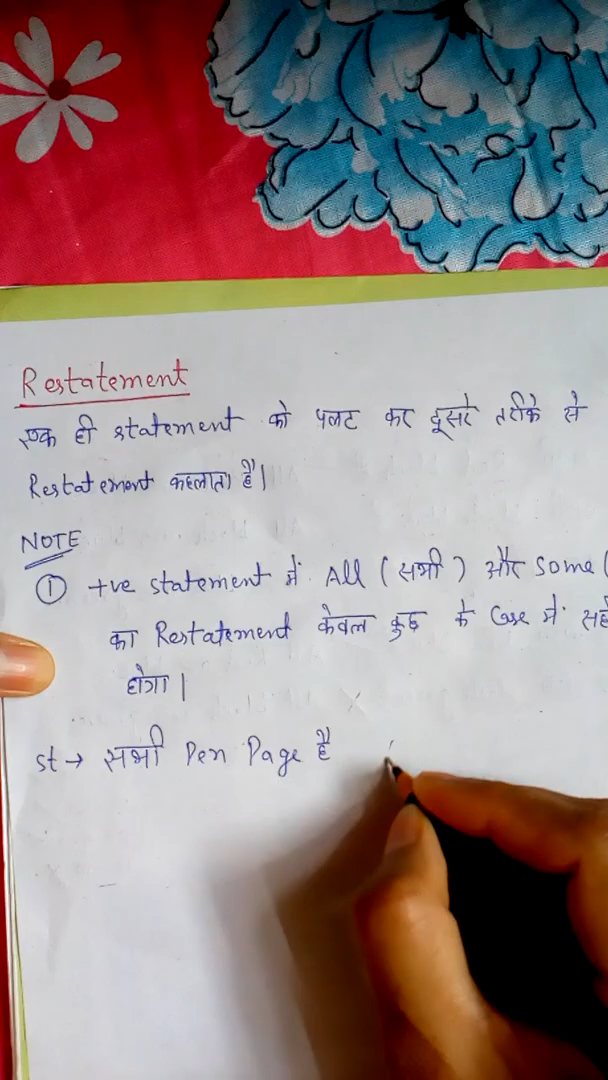 Restatement
एक ही statement को पलट कर दूसरे तरीके से
Restatement कहलाता है।
NOTE
① +ve statement में All (सभी) और some (
का Restatement केवल कुछ के Case में
होगा।
st → सभी Pen Page है